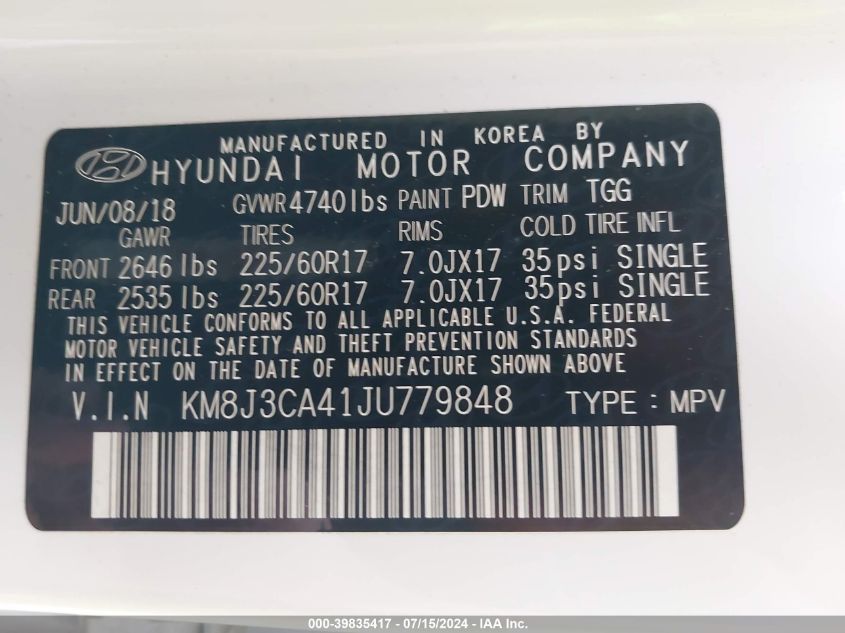 MANUFACTURED IN KOREA BY
HYUNDAI MOTOR COMPANY
JUN/08/18 GVWR 4740lbs PAINT PDW TRIM TGG
GAWR TIRES RIMS COLD TIRE INFL
FRONT 2646 lbs 225/60R17 7.0JX17 35psi SINGLE
REAR 2535 lbs 225/60R17 7.0JX17 35psi SINGLE
THIS VEHICLE CONFORMS TO ALL APPLICABLE U.S.A. FEDERAL
MOTOR VEHICLE SAFETY AND THEFT PREVENTION STANDARDS
IN EFFECT ON THE DATE OF MANUFACTURE SHOWN ABOVE
V.I.N KM8J3CA41JU779848 TYPE : MPV
000-39835417 - 07/15/2024 - IAA Inc.